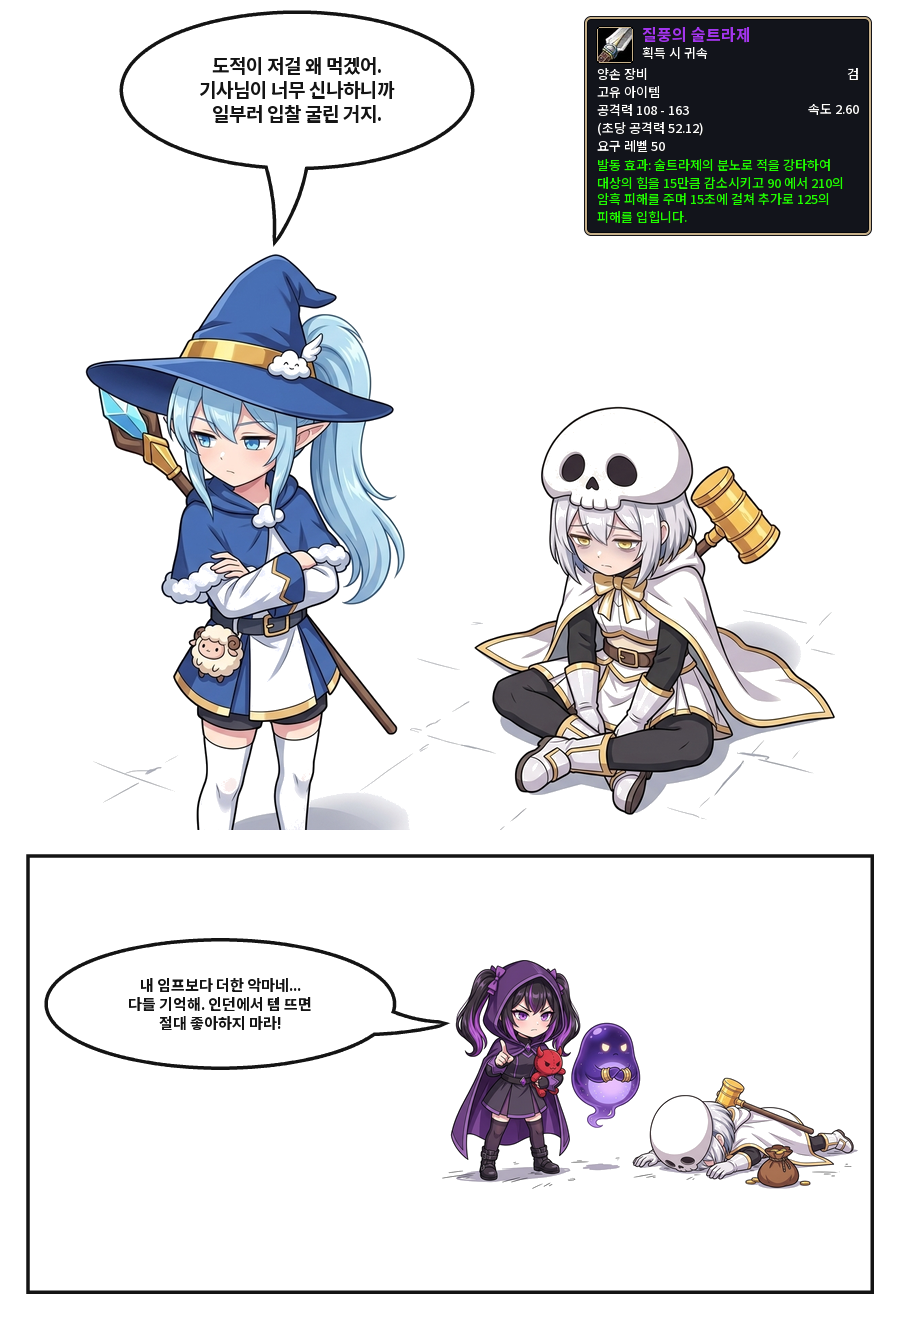 도적이 저걸 왜 먹겠어.
기사님이 너무 신나하니까
일부러 입찰 굴린 거지.
질풍의 술트라제
획득 시 귀속
양손 장비 검
고유 아이템
공격력 108 - 163 속도 2.60
(초당 공격력 52.12)
요구 레벨 50
발동 효과: 술트라제의 분노로 적을 강타하여
대상의 힘을 15만큼 감소시키고 90 에서 210의
암흑 피해를 주며 15초에 걸쳐 추가로 125의
피해를 입힙니다.
내 임프보다 더한 악마네...
다들 기억해. 인던에서 템 뜨면
절대 좋아하지 마라!